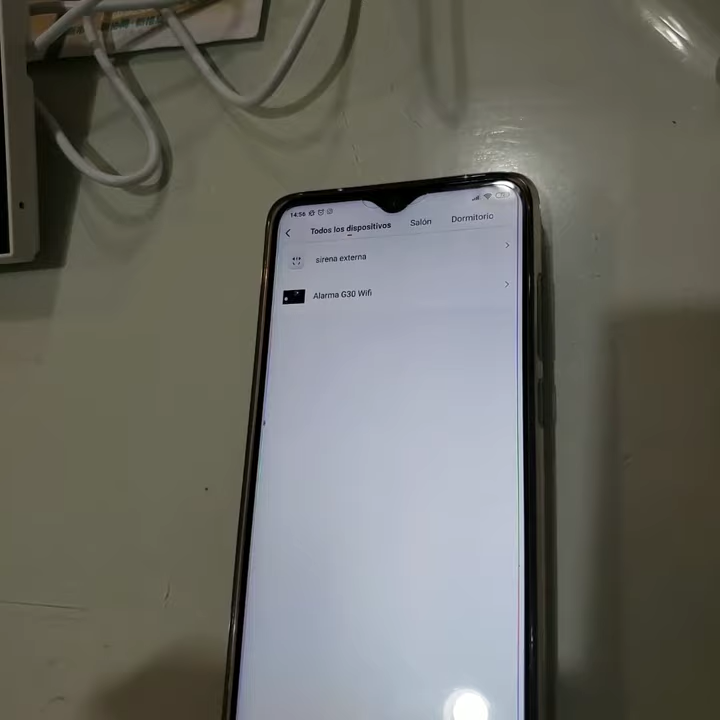 14:56
Todos los dispositivos Salón Dormitorio
sirena externa
Alarma G30 Wifi